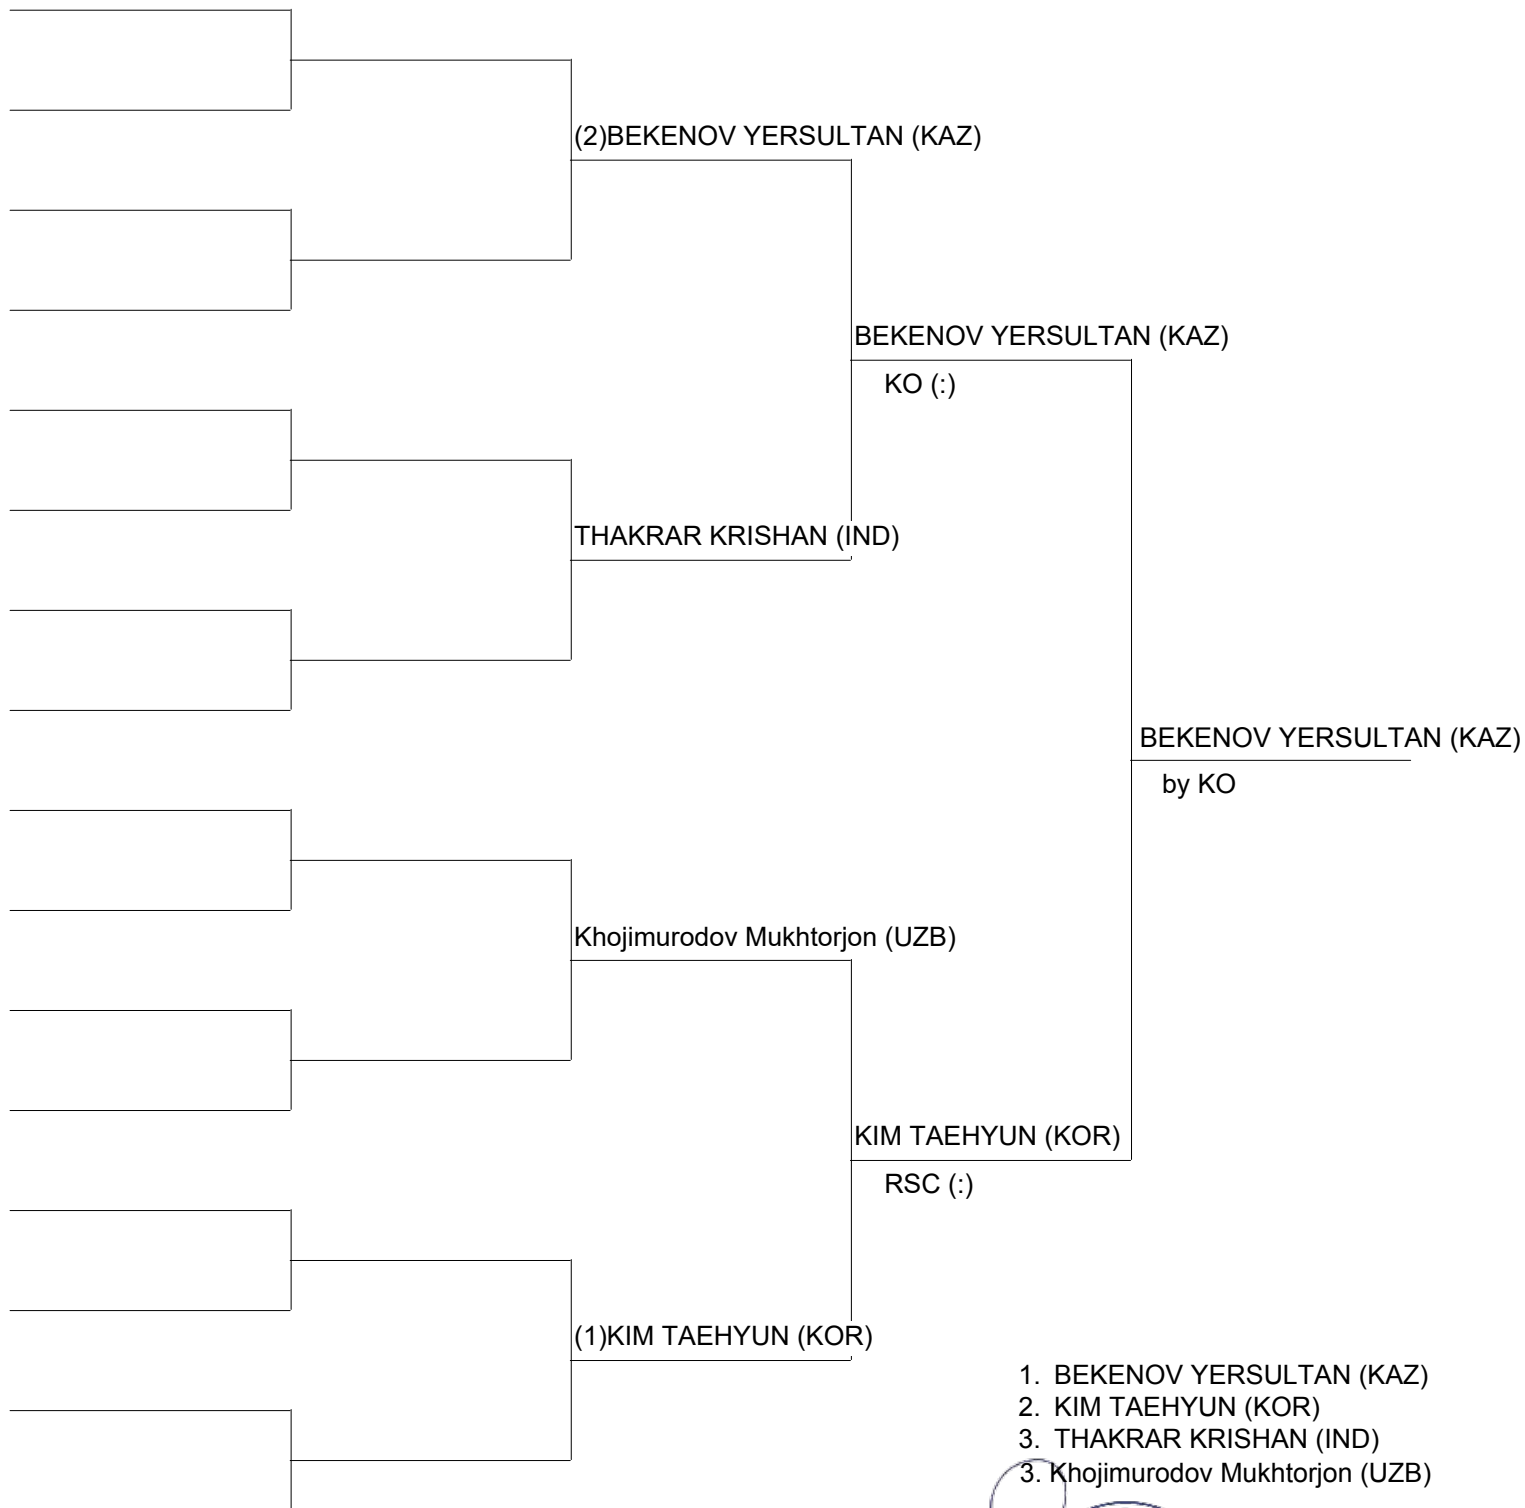 (2)BEKENOV YERSULTAN (KAZ)
BEKENOV YERSULTAN (KAZ)
KO (:)
THAKRAR KRISHAN (IND)
BEKENOV YERSULTAN (KAZ)
by KO
Khojimurodov Mukhtorjon (UZB)
KIM TAEHYUN (KOR)
RSC (:)
(1)KIM TAEHYUN (KOR)
1. BEKENOV YERSULTAN (KAZ)
2. KIM TAEHYUN (KOR)
3. THAKRAR KRISHAN (IND)
3. Khojimurodov Mukhtorjon (UZB)